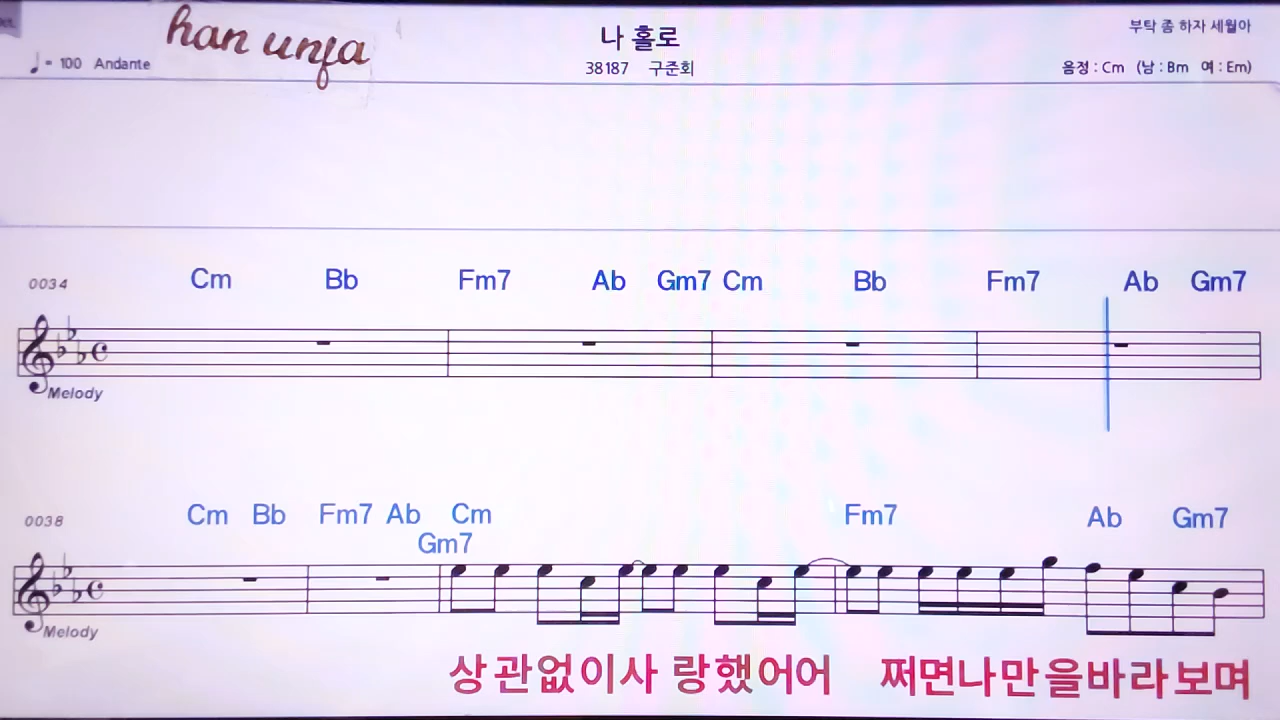 han unfa
나 홀로
부탁 좀 하자 세월아
♩= 100 Andante
38187 구준회
음정 : Cm (남 : Bm 여 : Em)
0034 Cm Bb Fm7 Ab Gm7 Cm Bb Fm7 Ab Gm7
Melody
0038 Cm Bb Fm7 Ab Cm Fm7 Ab Gm7
Gm7
Melody
상관없이사 랑했어어 쩌면나만을바라보며